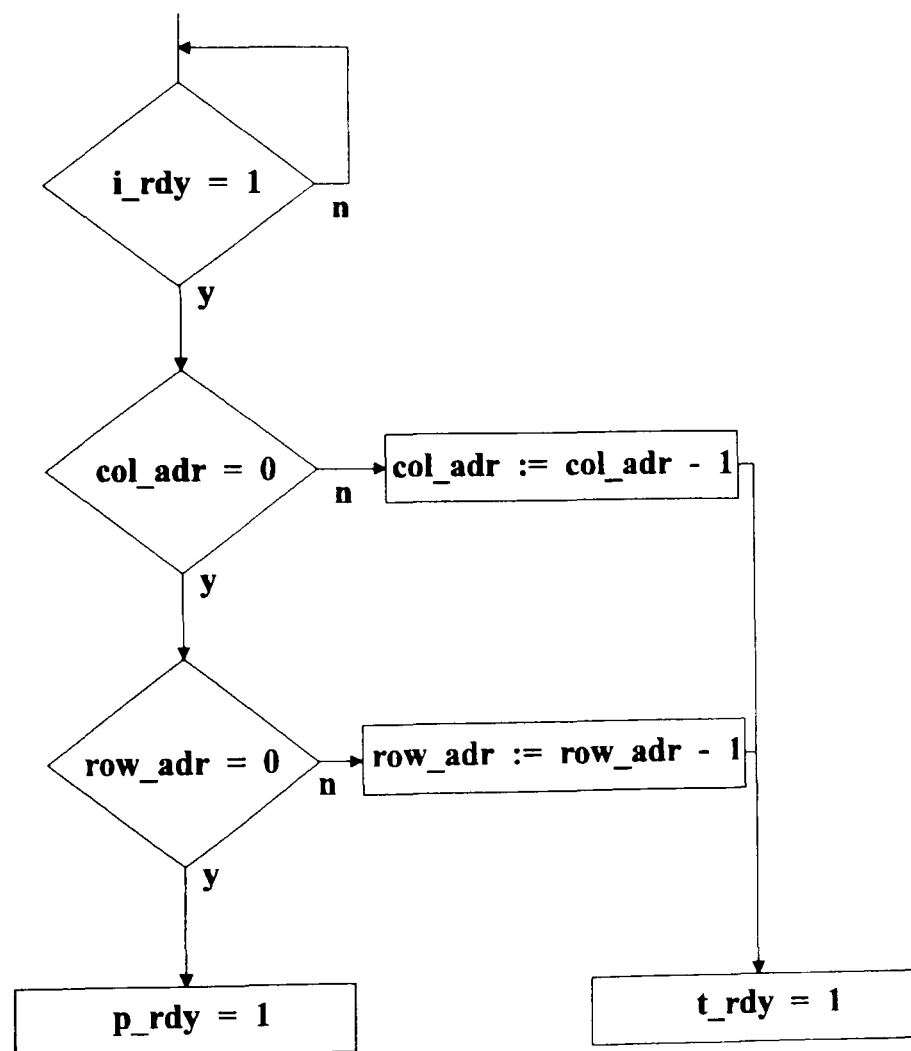 i_rdy = 1
n
y
col_adr = 0
n
col_adr := col_adr - 1
y
row_adr = 0
n
row_adr := row_adr - 1
y
p_rdy = 1
t_rdy = 1